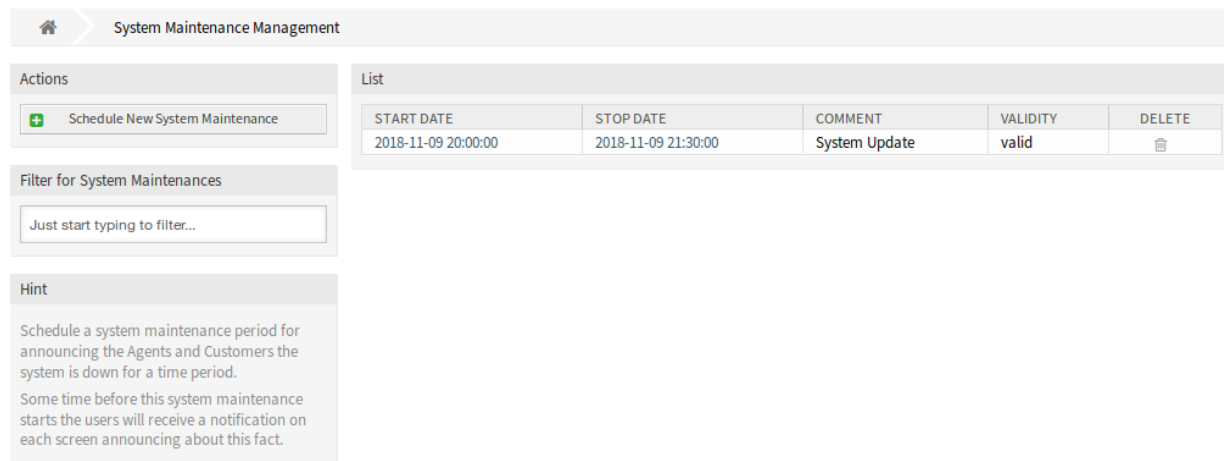 System Maintenance Management
Actions
Schedule New System Maintenance
Filter for System Maintenances
Just start typing to filter...
Hint
Schedule a system maintenance period for
announcing the Agents and Customers the
system is down for a time period.
Some time before this system maintenance
starts the users will receive a notification on
each screen announcing about this fact.
List
START DATE STOP DATE COMMENT VALIDITY DELETE
2018-11-09 20:00:00 2018-11-09 21:30:00 System Update valid